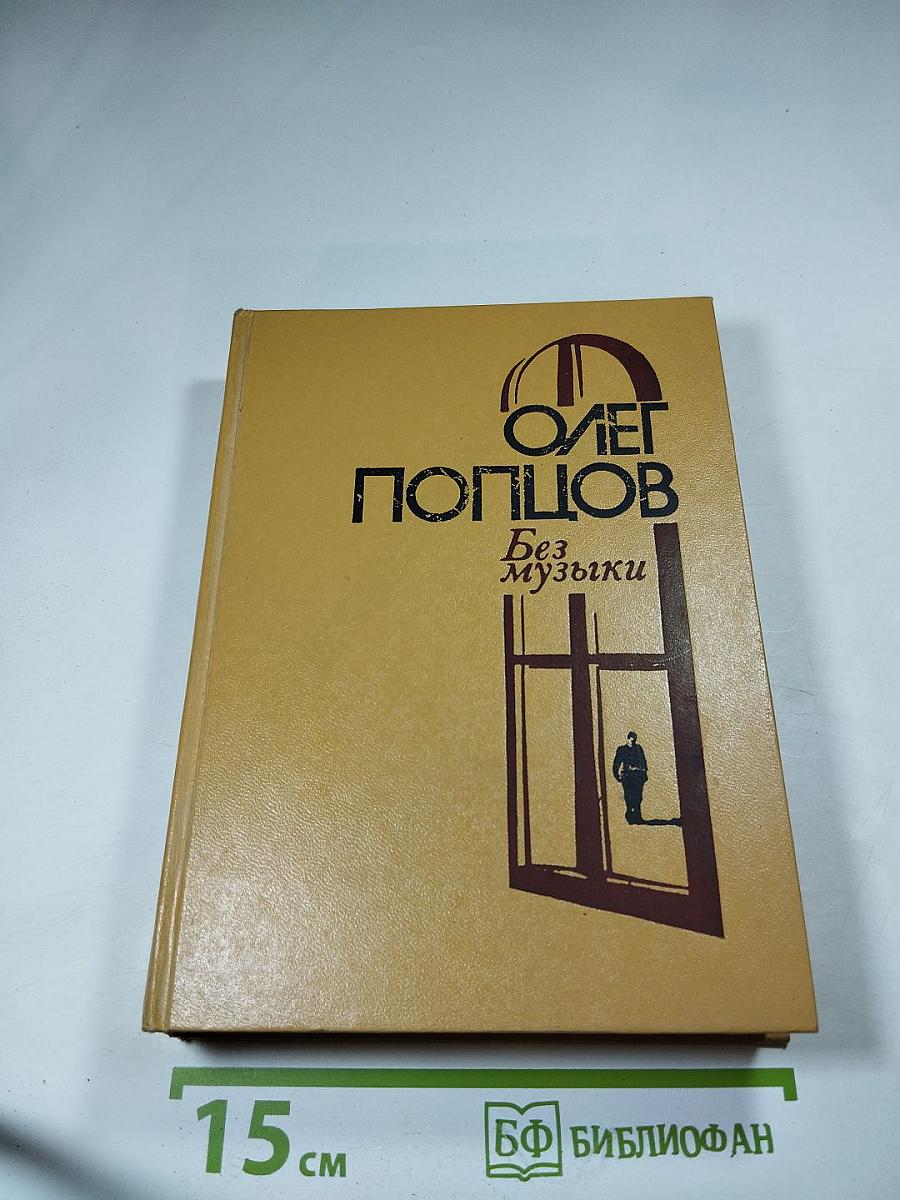 ОЛЕГ
ПОПЦОВ
Без
музыки
15 см
БФ БИБЛИОФАН